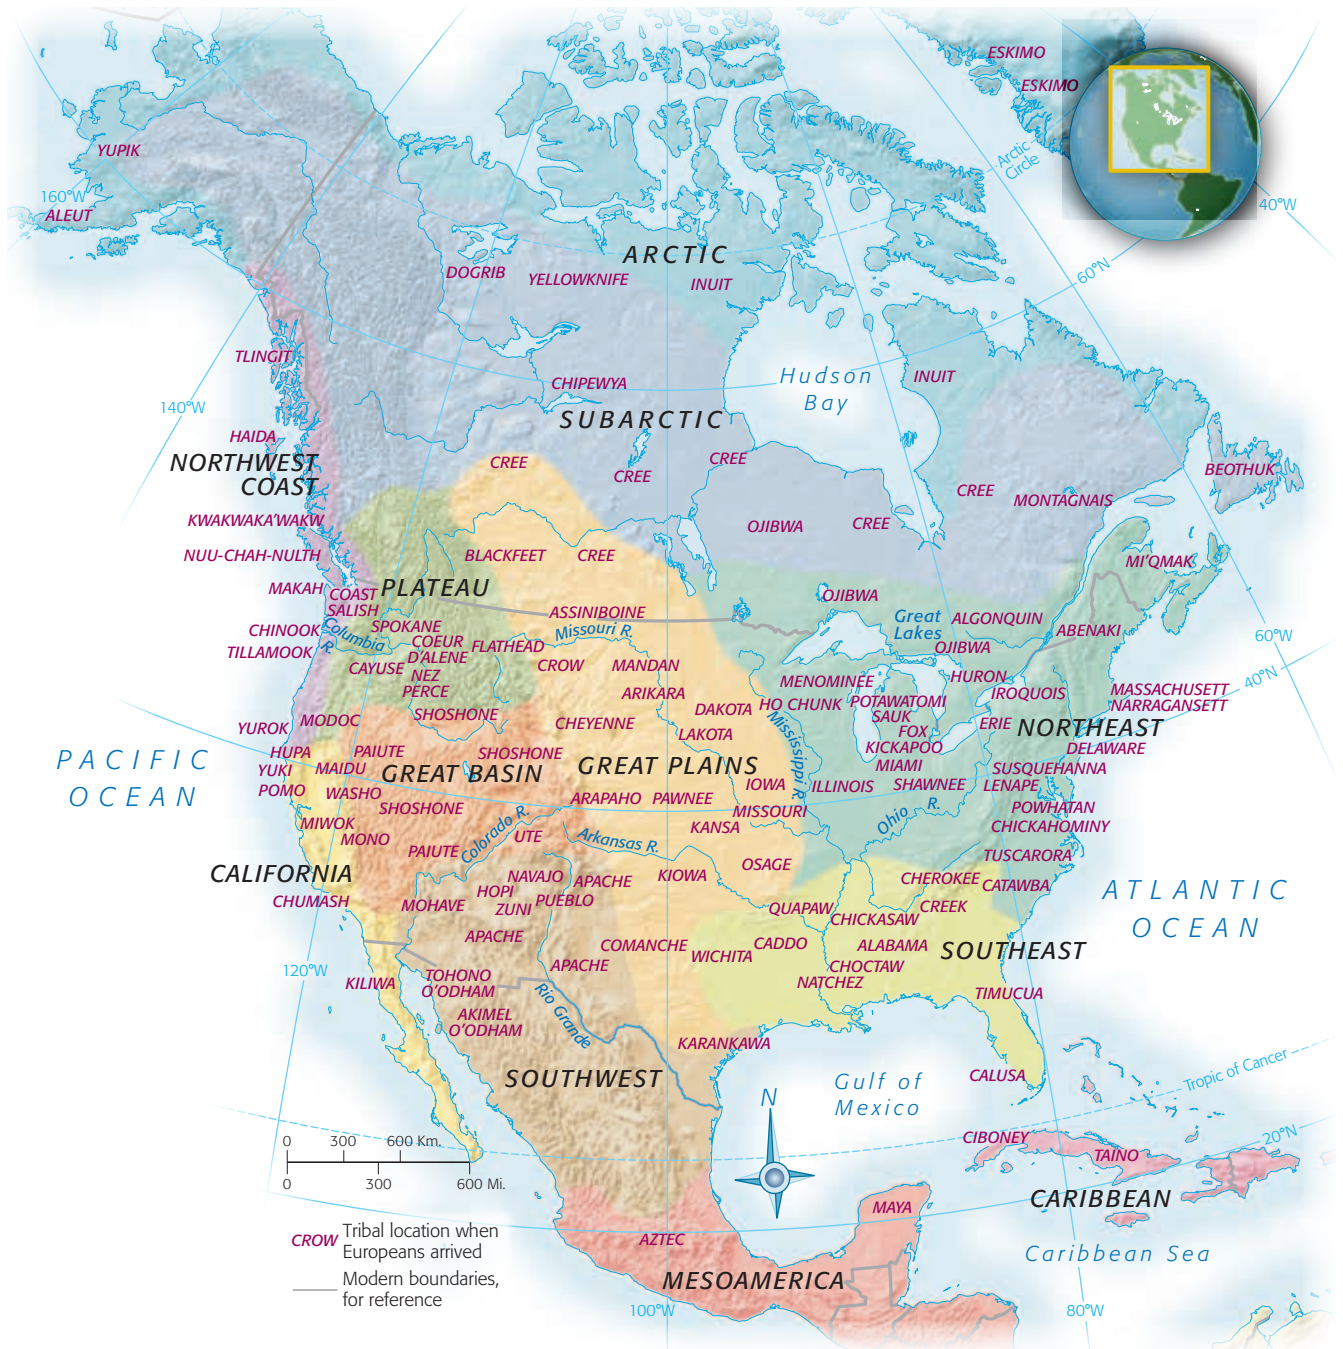 ESKIMO
ESKIMO
Arctic
Circle
40°W
YUPIK
160°W
ALEUT
60°N
ARCTIC
DOGRIB
YELLOWKNIFE
INUIT
TLINGIT
CHIPEWYA
Hudson
Bay
INUIT
140°W
SUBARCTIC
HAIDA
NORTHWEST
COAST
CREE
CREE
CREE
BEOTHUK
CREE
MONTAGNAIS
KWAKWAKA'WAKW
OJIBWA
CREE
NUU-CHAH-NULTH
BLACKFEET
CREE
MI'QMAK
MAKAH
COAST
SALISH
PLATEAU
OJIBWA
ASSINIBOINE
Great
Lakes
ALGONQUIN
CHINOOK
Columbia
R.
SPOKANE
Missouri R.
ABENAKI
60°W
TILLAMOOK
COEUR
D'ALENE
FLATHEAD
OJIBWA
CAYUSE
NEZ
PERCE
CROW
MANDAN
HURON
40°N
MENOMINEE
IROQUOIS
MASSACHUSETT
NARRAGANSETT
ARIKARA
DAKOTA
HO CHUNK
POTAWATOMI
SAUK
FOX
KICKAPOO
MIAMI
ERIE
NORTHEAST
DELAWARE
YUROK
MODOC
SHOSHONE
CHEYENNE
LAKOTA
Mississippi R.
PACIFIC
OCEAN
HUPA
YUKI
POMO
PAIUTE
MAIDU
WASHO
SHOSHONE
GREAT BASIN
GREAT PLAINS
SUSQUEHANNA
LENAPE
IOWA
ILLINOIS
SHAWNEE
SHOSHONE
ARAPAHO
PAWNEE
MISSOURI
POWHATAN
CHICKAHOMINY
MIWOK
MONO
Colorado R.
UTE
Arkansas R.
KANSA
Ohio
R.
PAIUTE
TUSCARORA
CALIFORNIA
OSAGE
CHUMASH
MOHAVE
NAVAJO
HOPI
ZUNI
PUEBLO
APACHE
KIOWA
CHEROKEE
CATAWBA
ATLANTIC
OCEAN
QUAPAW
CHICKASAW
CREEK
APACHE
COMANCHE
WICHITA
CADDO
ALABAMA
SOUTHEAST
CHOCTAW
NATCHEZ
120°W
KILIWA
TOHONO
O'ODHAM
APACHE
Rio Grande
TIMUCUA
AKIMEL
O'ODHAM
KARANKAWA
SOUTHWEST
Gulf of
Mexico
CALUSA
Tropic of Cancer
N
0 300 600 Km.
0 300 600 Mi.
CIBONEY
TAINO
20°N
CARIBBEAN
MAYA
CROW
Tribal location when
Europeans arrived
AZTEC
Caribbean Sea
Modern boundaries,
for reference
MESOAMERICA
100°W
80°W